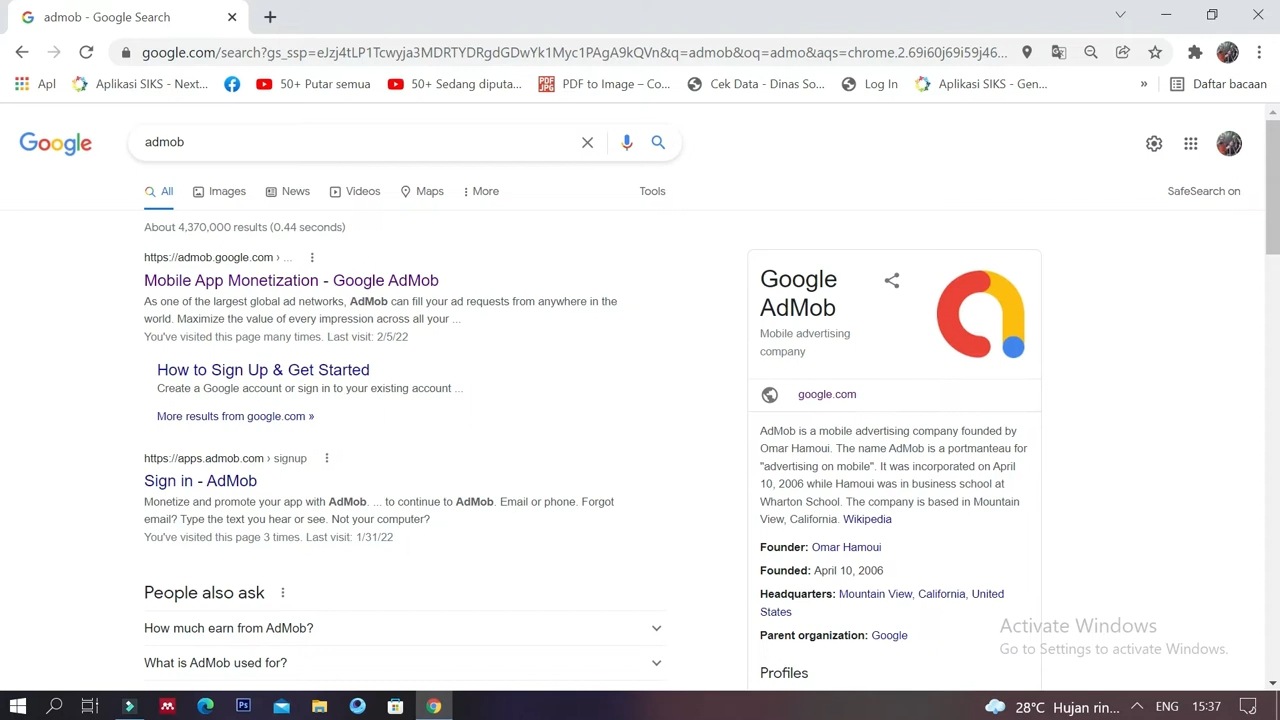 admob - Google Search
google.com/search?gs_ssp=eJzj4tLP1Tcwyja3MDRTYDRgdGDwYk1Myc1PAgA9kQVn&q=admob&oq=admo&aqs=chrome.2.69i60j69i59j46...
Apl
Aplikasi SIKS - Next...
50+ Putar semua
50+ Sedang diputa...
PDF to Image – Co...
Cek Data - Dinas So...
Log In
Aplikasi SIKS - Gen...
»
Daftar bacaan
Google
admob
All
Images
News
Videos
Maps
More
Tools
SafeSearch on
About 4,370,000 results (0.44 seconds)
https://admob.google.com › ...
Mobile App Monetization - Google AdMob
As one of the largest global ad networks, AdMob can fill your ad requests from anywhere in the
world. Maximize the value of every impression across all your ...
You've visited this page many times. Last visit: 2/5/22
How to Sign Up & Get Started
Create a Google account or sign in to your existing account ...
More results from google.com »
https://apps.admob.com › signup
Sign in - AdMob
Monetize and promote your app with AdMob. ... to continue to AdMob. Email or phone. Forgot
email? Type the text you hear or see. Not your computer?
You've visited this page 3 times. Last visit: 1/31/22
People also ask
How much earn from AdMob?
What is AdMob used for?
Google
AdMob
Mobile advertising
company
google.com
AdMob is a mobile advertising company founded by
Omar Hamoui. The name AdMob is a portmanteau for
"advertising on mobile". It was incorporated on April
10, 2006 while Hamoui was in business school at
Wharton School. The company is based in Mountain
View, California. Wikipedia
Founder: Omar Hamoui
Founded: April 10, 2006
Headquarters: Mountain View, California, United
States
Parent organization: Google
Profiles
Activate Windows
Go to Settings to activate Windows.
Ps
28°C Hujan rin...
ENG
15:37